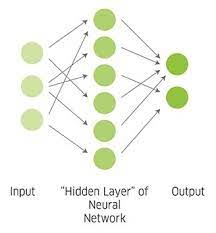 Input
"Hidden Layer" of
Neural
Network
Output